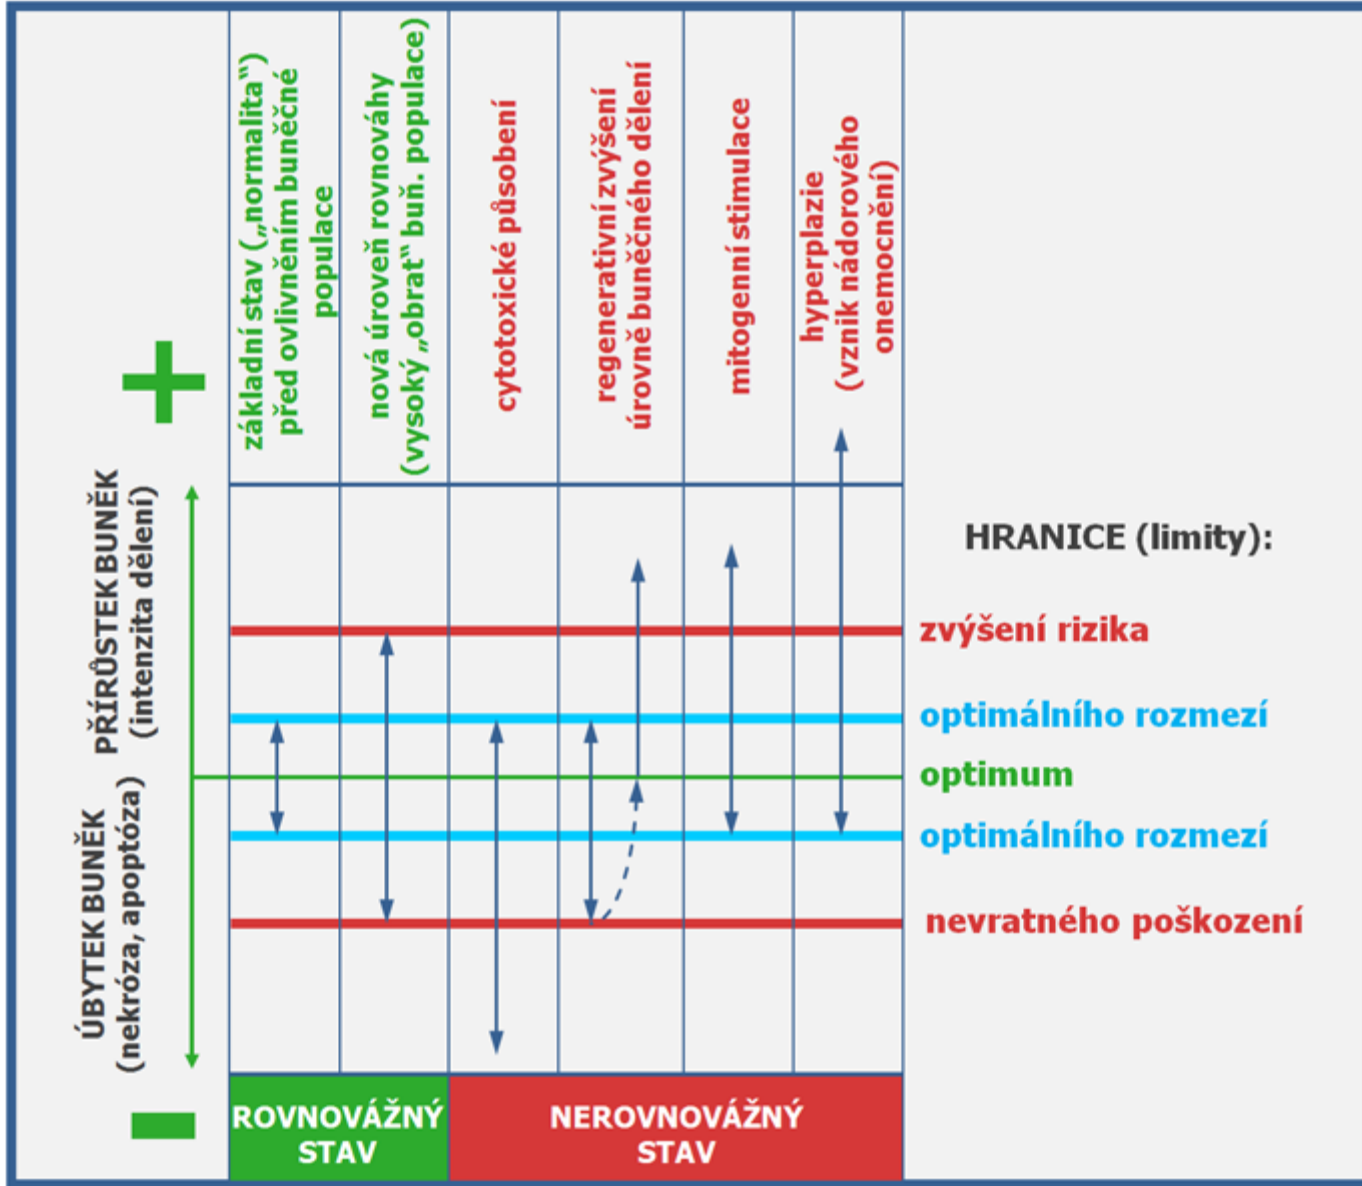 základní stav („normalita“)
před ovlivněním buněčné
populace
nová úroveň rovnováhy
(vysoký „obrat“ buň. populace)
cytotoxické působení
regenerativní zvýšení
úrovně buněčného dělení
mitogenní stimulace
hyperplazie
(vznik nádorového
onemocnění)
+
PŘÍRŮSTEK BUNĚK
(intenzita dělení)
ÚBYTEK BUNĚK
(nekróza, apoptóza)
−
HRANICE (limity):
zvýšení rizika
optimálního rozmezí
optimum
optimálního rozmezí
nevratného poškození
ROVNOVÁŽNÝ
STAV
NEROVNOVÁŽNÝ
STAV